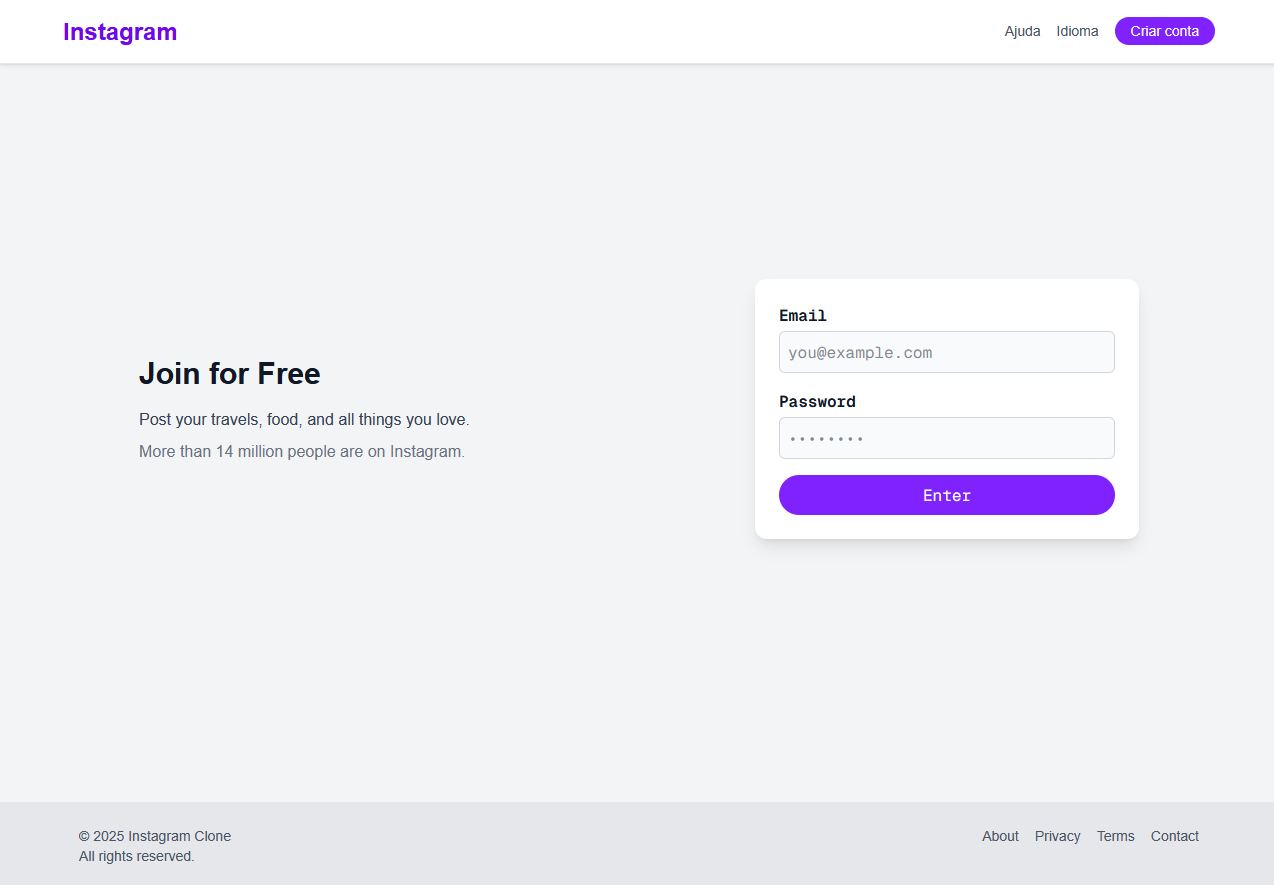 Instagram
Ajuda Idioma Criar conta
Join for Free
Post your travels, food, and all things you love.
More than 14 million people are on Instagram.
Email
you@example.com
Password
••••••••
Enter
© 2025 Instagram Clone
All rights reserved.
About Privacy Terms Contact